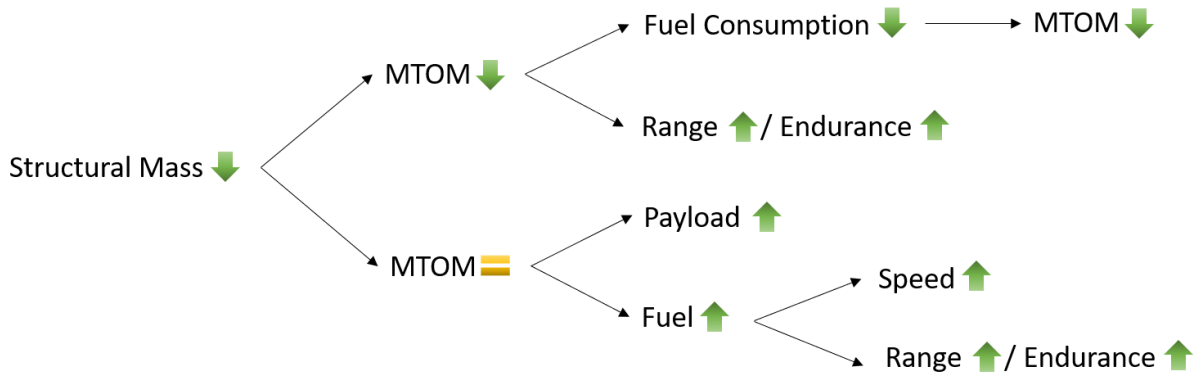 Fuel Consumption
MTOM
MTOM
Range / Endurance
Structural Mass
Payload
MTOM
Speed
Fuel
Range / Endurance